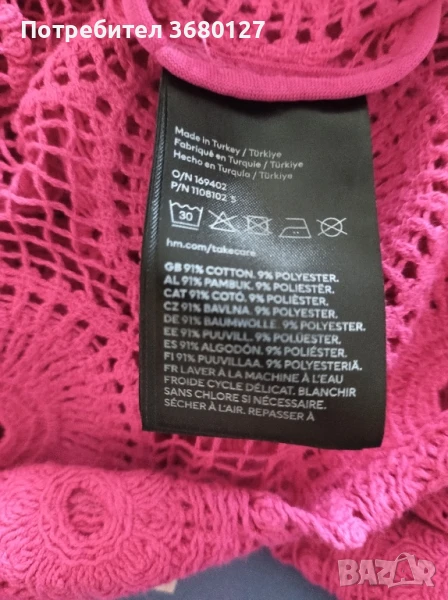 Потребител 3680127
Made in Turkey / Türkiye
Fabriqué en Turquie / Türkiye
Hecho en Turquía / Türkiye
O/N 169402
P/N 1108102 5
30
hm.com/takecare
GB 91% COTTON. 9% POLYESTER.
AL 91% PAMBUK. 9% POLIESTËR.
CAT 91% COTÓ. 9% POLIÈSTER.
CZ 91% BAVLNA. 9% POLYESTER.
DE 91% BAUMWOLLE. 9% POLYESTER.
EE 91% PUUVILL. 9% POLÜESTER.
ES 91% ALGODÓN. 9% POLIÉSTER.
FI 91% PUUVILLAA. 9% POLYESTERIÄ.
FR LAVER À LA MACHINE À L'EAU
FROIDE CYCLE DÉLICAT. BLANCHIR
SANS CHLORE SI NÉCESSAIRE.
SÉCHER À L'AIR. REPASSER À
BAZAR